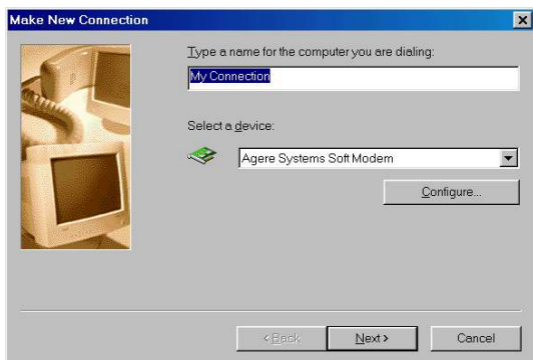 Make New Connection
Type a name for the computer you are dialing:
My Connection
Select a device:
Agere Systems Soft Modem
Configure...
< Back
Next >
Cancel